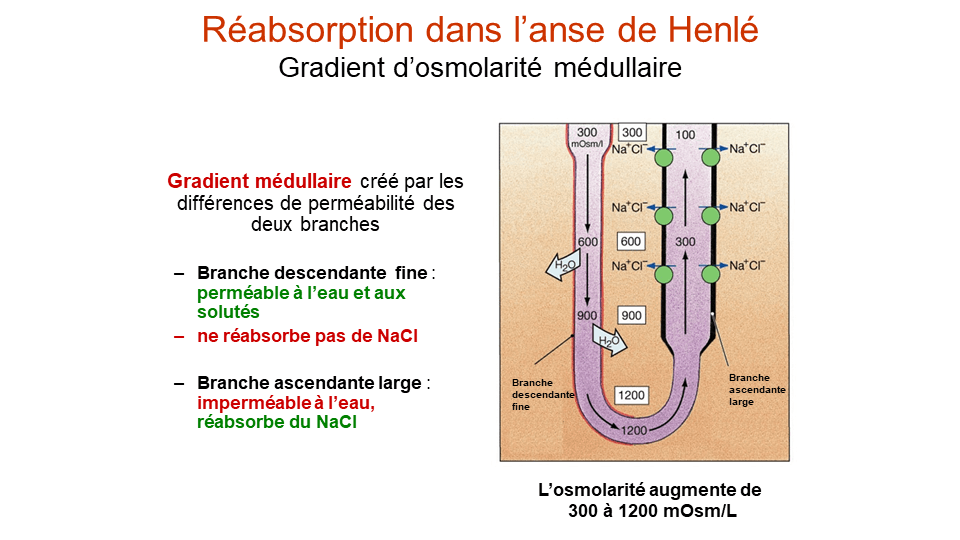 Réabsorption dans l’anse de Henlé
Gradient d’osmolarité médullaire
Gradient médullaire créé par les
différences de perméabilité des
deux branches
– Branche descendante fine :
perméable à l’eau et aux
solutés
– ne réabsorbe pas de NaCl
– Branche ascendante large :
imperméable à l’eau,
réabsorbe du NaCl
300 300 100
mOsm/l
Na⁺Cl⁻ Na⁺Cl⁻
Na⁺Cl⁻ Na⁺Cl⁻
600 600 300
H₂O Na⁺Cl⁻ Na⁺Cl⁻
900 900
H₂O
Branche
descendante
fine
Branche
ascendante
large
1200
1200
L’osmolarité augmente de
300 à 1200 mOsm/L